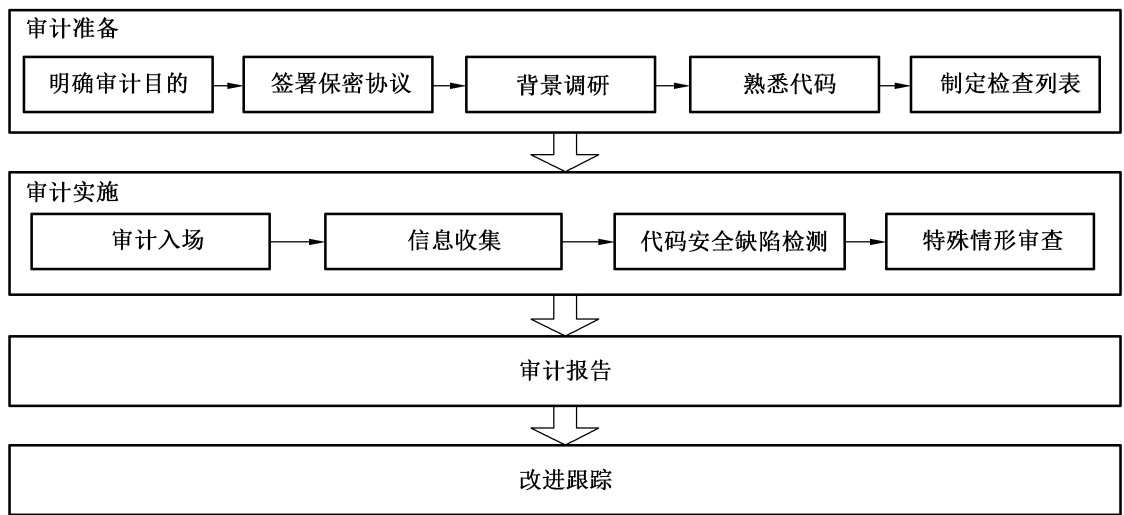 审计准备
明确审计目的
签署保密协议
背景调研
熟悉代码
制定检查列表
审计实施
审计入场
信息收集
代码安全缺陷检测
特殊情形审查
审计报告
改进跟踪